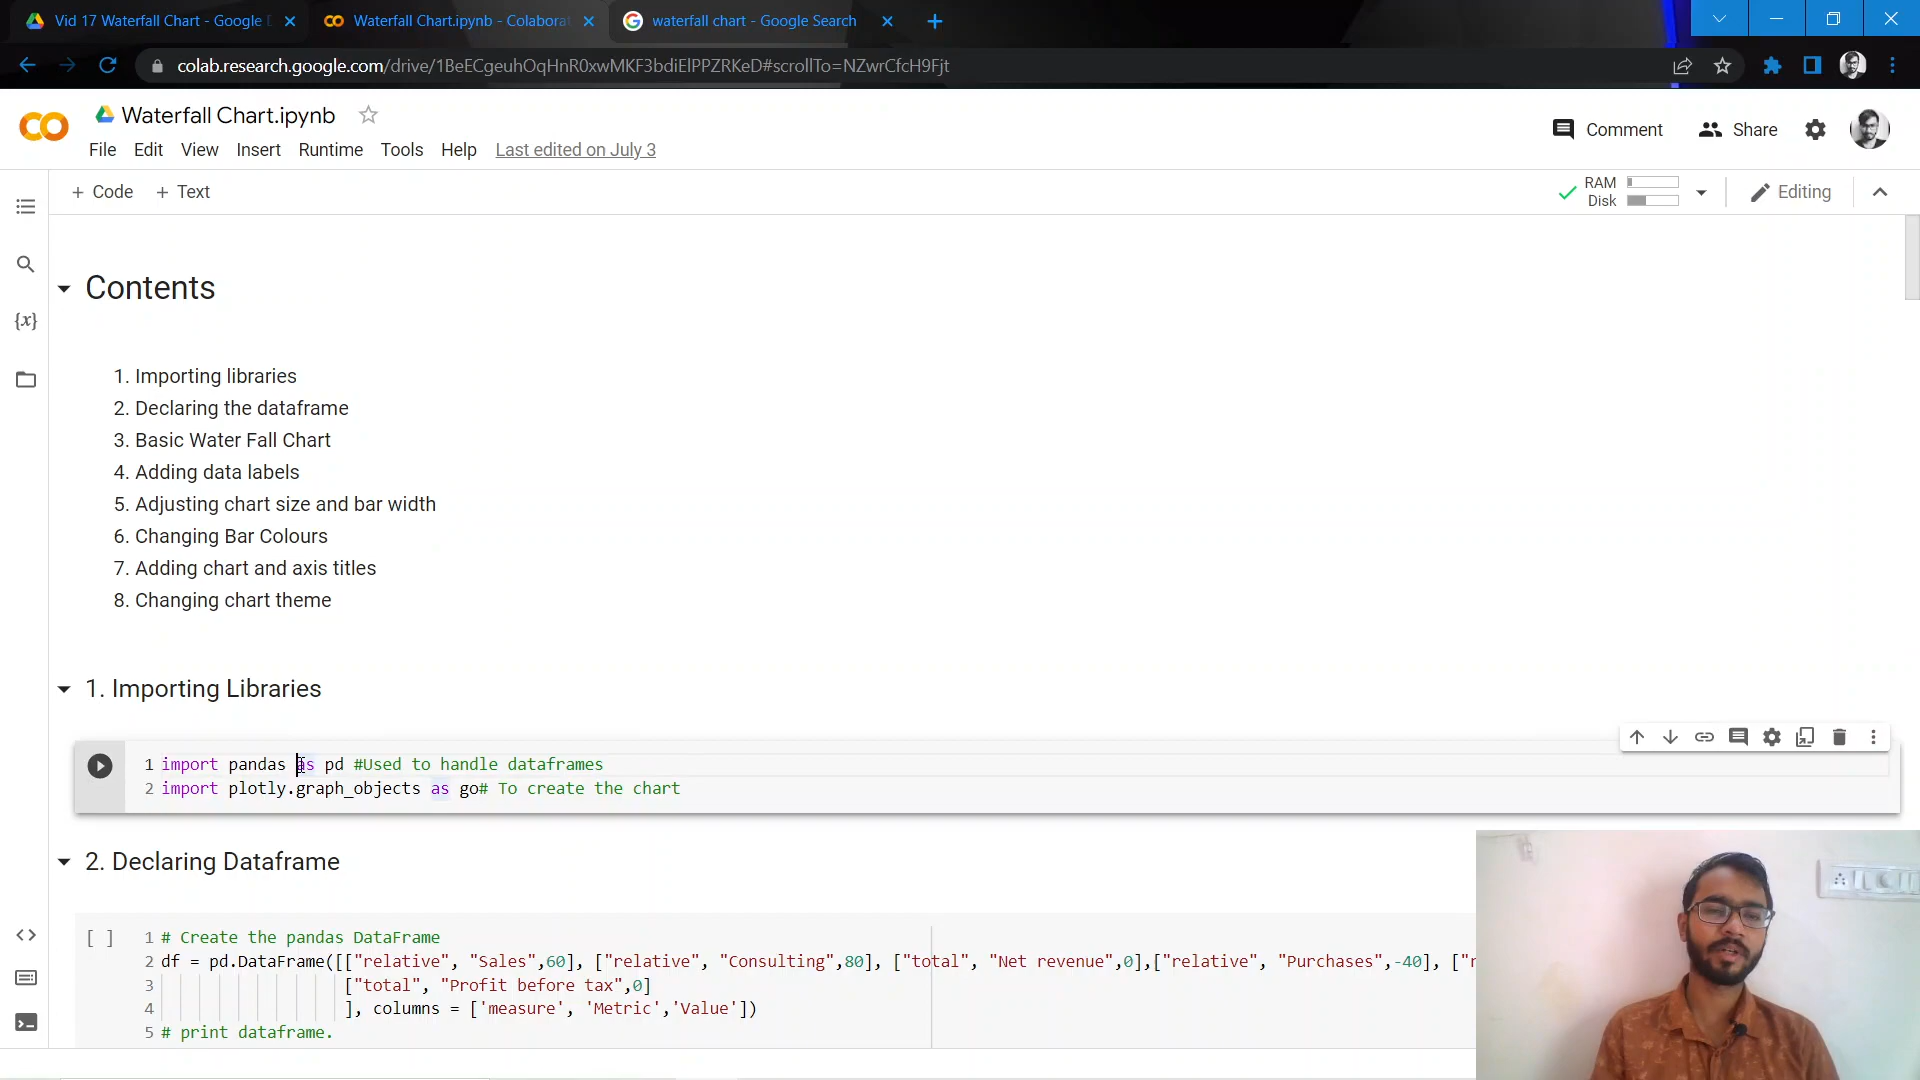 Vid 17 Waterfall Chart - Google D
Waterfall Chart.ipynb - Colaborat
waterfall chart - Google Search
colab.research.google.com/drive/1BeECgeuhOqHnR0xwMKF3bdiElPPZRKeD#scrollTo=NZwrCfcH9Fjt
Waterfall Chart.ipynb
Comment
Share
File Edit View Insert Runtime Tools Help Last edited on July 3
+ Code + Text
RAM
Disk
Editing
{x}
Contents
1. Importing libraries
2. Declaring the dataframe
3. Basic Water Fall Chart
4. Adding data labels
5. Adjusting chart size and bar width
6. Changing Bar Colours
7. Adding chart and axis titles
8. Changing chart theme
1. Importing Libraries
1 import pandas as pd #Used to handle dataframes
2 import plotly.graph_objects as go# To create the chart
2. Declaring Dataframe
[ ] 1 # Create the pandas DataFrame
2 df = pd.DataFrame([["relative", "Sales",60], ["relative", "Consulting",80], ["total", "Net revenue",0],["relative", "Purchases",-40], ["r
3 ["total", "Profit before tax",0]
4 ], columns = ['measure', 'Metric','Value'])
5 # print dataframe.